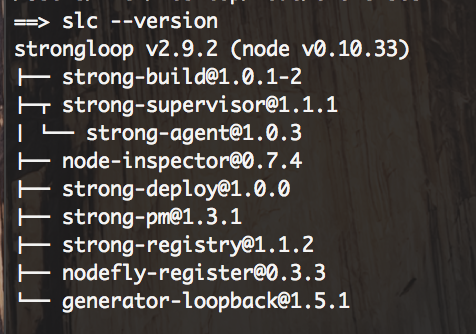 ==> slc --version
strongloop v2.9.2 (node v0.10.33)
├── strong-build@1.0.1-2
├─┬ strong-supervisor@1.1.1
│ └── strong-agent@1.0.3
├── node-inspector@0.7.4
├── strong-deploy@1.0.0
├── strong-pm@1.3.1
├── strong-registry@1.1.2
├── nodefly-register@0.3.3
└── generator-loopback@1.5.1